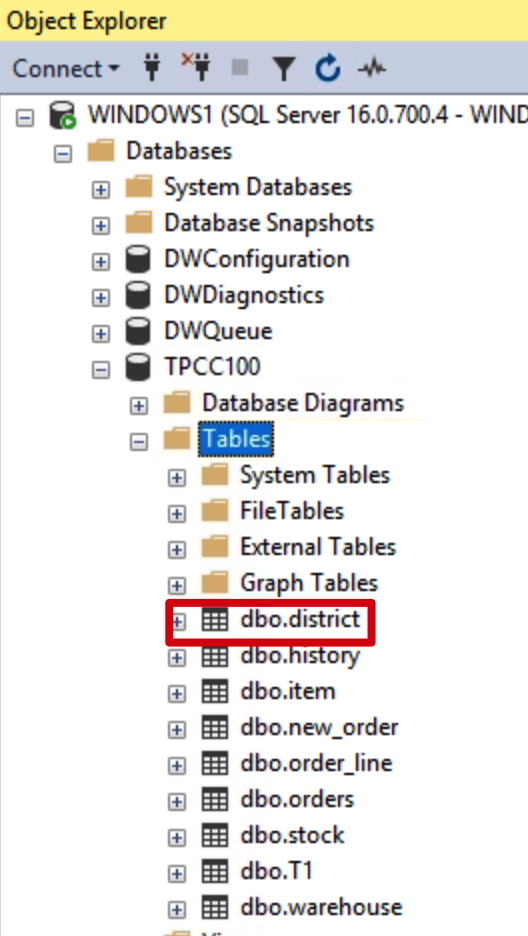 Object Explorer
Connect
WINDOWS1 (SQL Server 16.0.700.4 - WIND
Databases
System Databases
Database Snapshots
DWConfiguration
DWDiagnostics
DWQueue
TPCC100
Database Diagrams
Tables
System Tables
FileTables
External Tables
Graph Tables
dbo.district
dbo.history
dbo.item
dbo.new_order
dbo.order_line
dbo.orders
dbo.stock
dbo.T1
dbo.warehouse